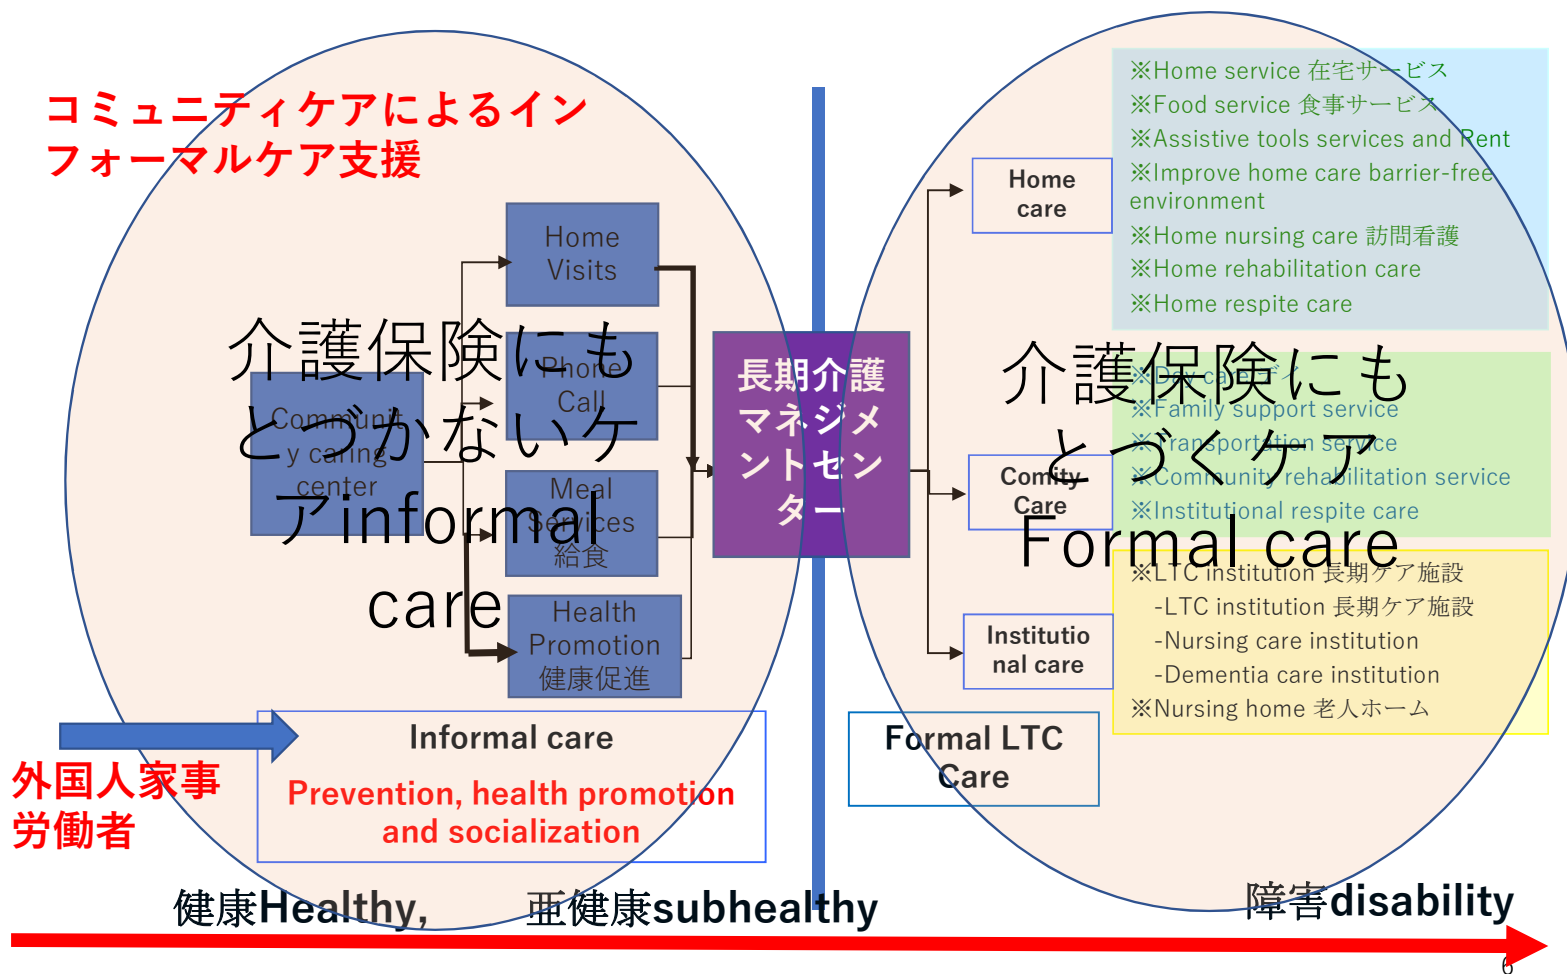 コミュニティケアによるイン
フォーマルケア支援
Home
Visits
Phone
Call
Meal
Services
給食
Health
Promotion
健康促進
Communit
y caring
center
介護保険にも
とづかないケ
アinformal
care
長期介護
マネジメ
ントセン
ター
Home
care
※Home service 在宅サービス
※Food service 食事サービス
※Assistive tools services and Rent
※Improve home care barrier-free
environment
※Home nursing care 訪問看護
※Home rehabilitation care
※Home respite care
Comity
Care
※Day care デイ
※Family support service
※Transportation service
※Community rehabilitation service
※Institutional respite care
介護保険にも
とづくケア
Formal care
Institutio
nal care
※LTC institution 長期ケア施設
-LTC institution 長期ケア施設
-Nursing care institution
-Dementia care institution
※Nursing home 老人ホーム
外国人家事
労働者
Informal care
Prevention, health promotion
and socialization
Formal LTC
Care
健康Healthy,
亜健康subhealthy
障害disability
6